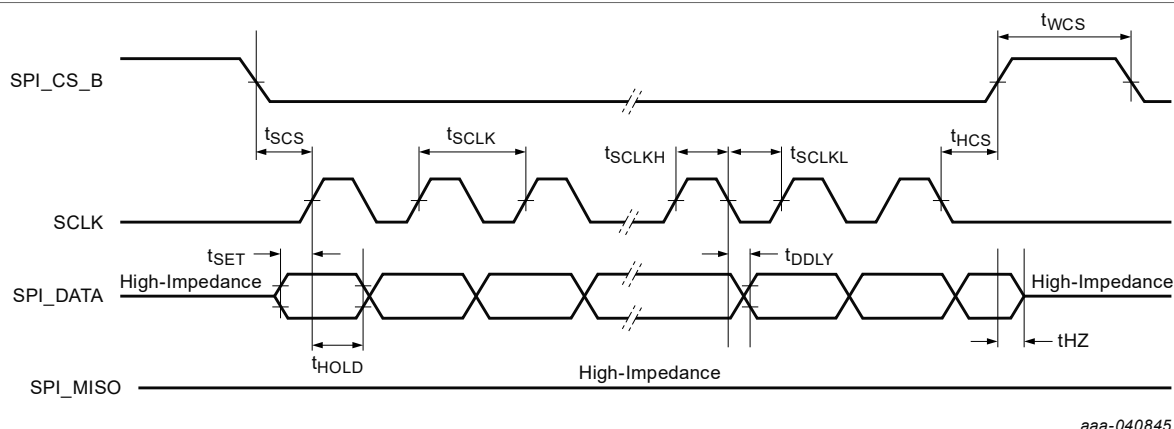 tWCS
SPI_CS_B
tSCS
tSCLK
tSCLKH
tSCLKL
tHCS
SCLK
tSET
tDDLY
High-Impedance
High-Impedance
SPI_DATA
tHOLD
tHZ
High-Impedance
SPI_MISO
aaa-040845